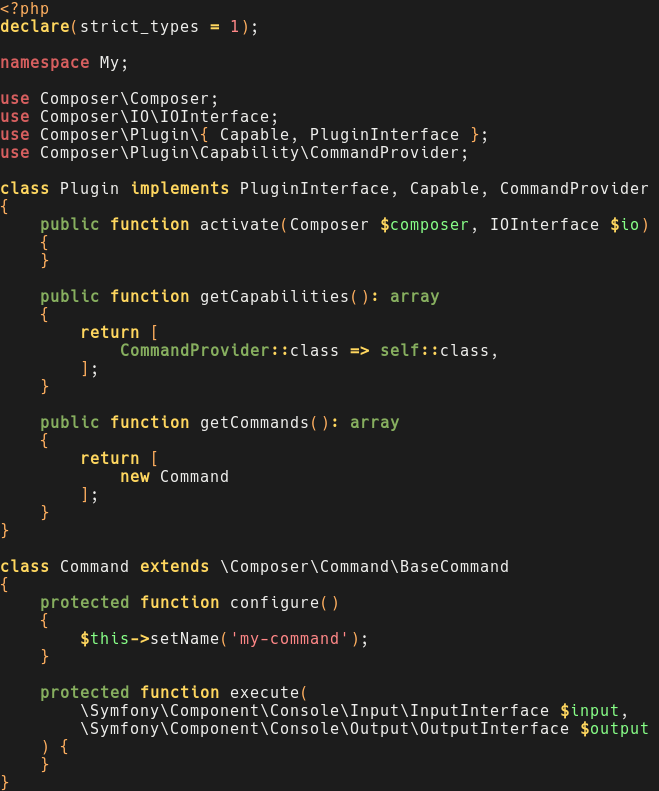 <?php
declare(strict_types = 1);

namespace My;

use Composer\Composer;
use Composer\IO\IOInterface;
use Composer\Plugin\{ Capable, PluginInterface };
use Composer\Plugin\Capability\CommandProvider;

class Plugin implements PluginInterface, Capable, CommandProvider
{
    public function activate(Composer $composer, IOInterface $io)
    {
    }

    public function getCapabilities(): array
    {
        return [
            CommandProvider::class => self::class,
        ];
    }

    public function getCommands(): array
    {
        return [
            new Command
        ];
    }
}

class Command extends \Composer\Command\BaseCommand
{
    protected function configure()
    {
        $this->setName('my-command');
    }

    protected function execute(
        \Symfony\Component\Console\Input\InputInterface $input,
        \Symfony\Component\Console\Output\OutputInterface $output
    ) {
    }
}